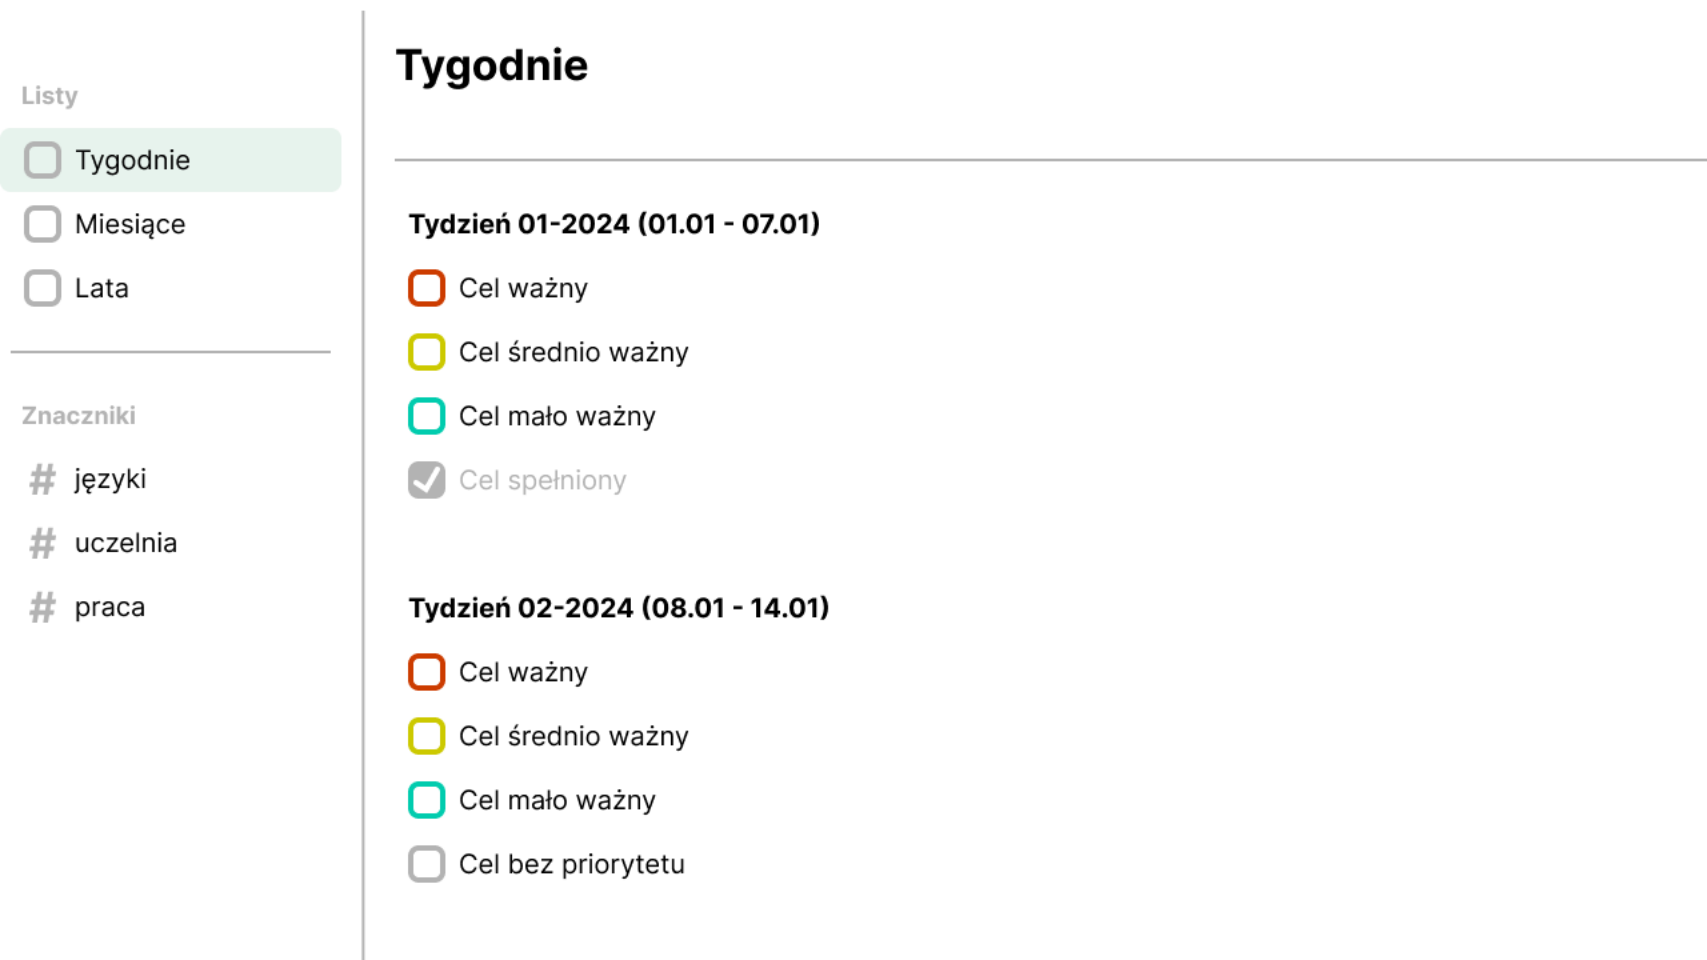 Listy
Tygodnie
Miesiące
Lata
Znaczniki
# języki
# uczelnia
# praca
Tygodnie
Tydzień 01-2024 (01.01 - 07.01)
Cel ważny
Cel średnio ważny
Cel mało ważny
Cel spełniony
Tydzień 02-2024 (08.01 - 14.01)
Cel ważny
Cel średnio ważny
Cel mało ważny
Cel bez priorytetu